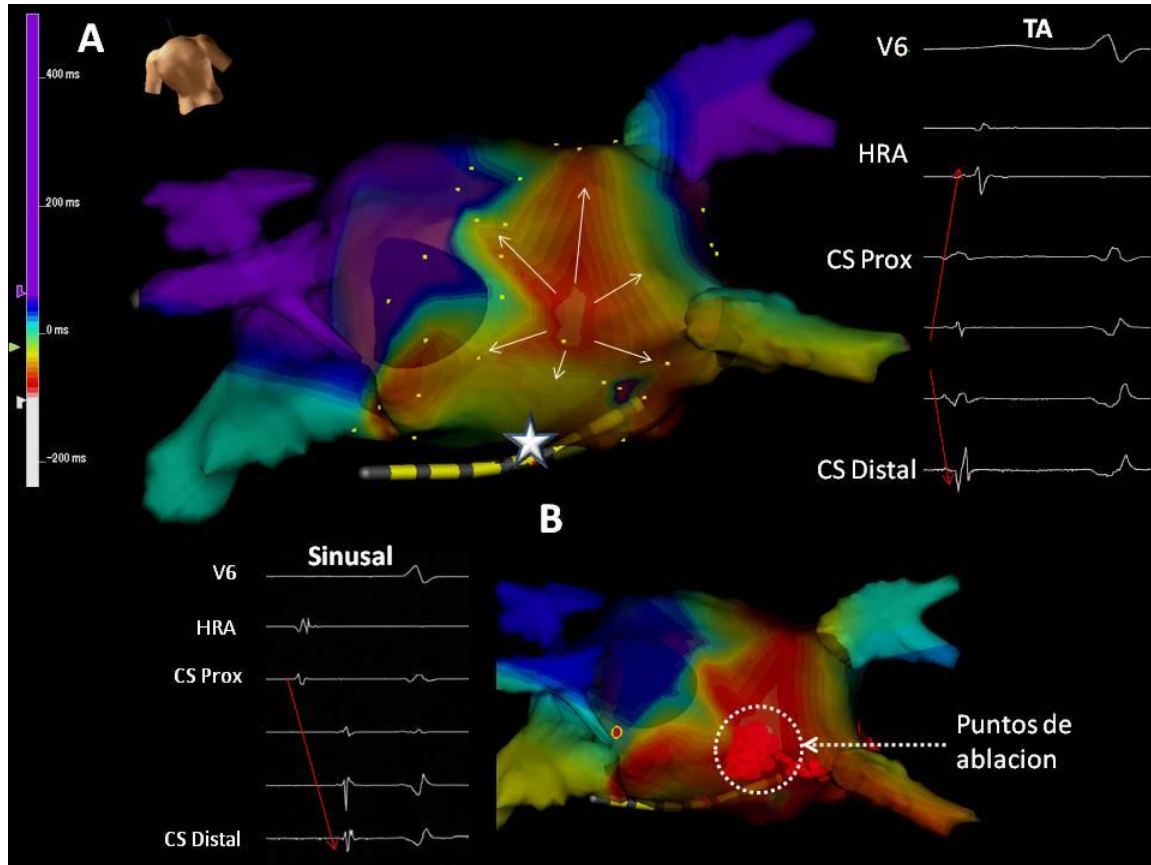 A
400 ms
200 ms
0 ms
−200 ms
TA
V6
HRA
CS Prox
CS Distal
B
Sinusal
V6
HRA
CS Prox
CS Distal
Puntos de
ablacion